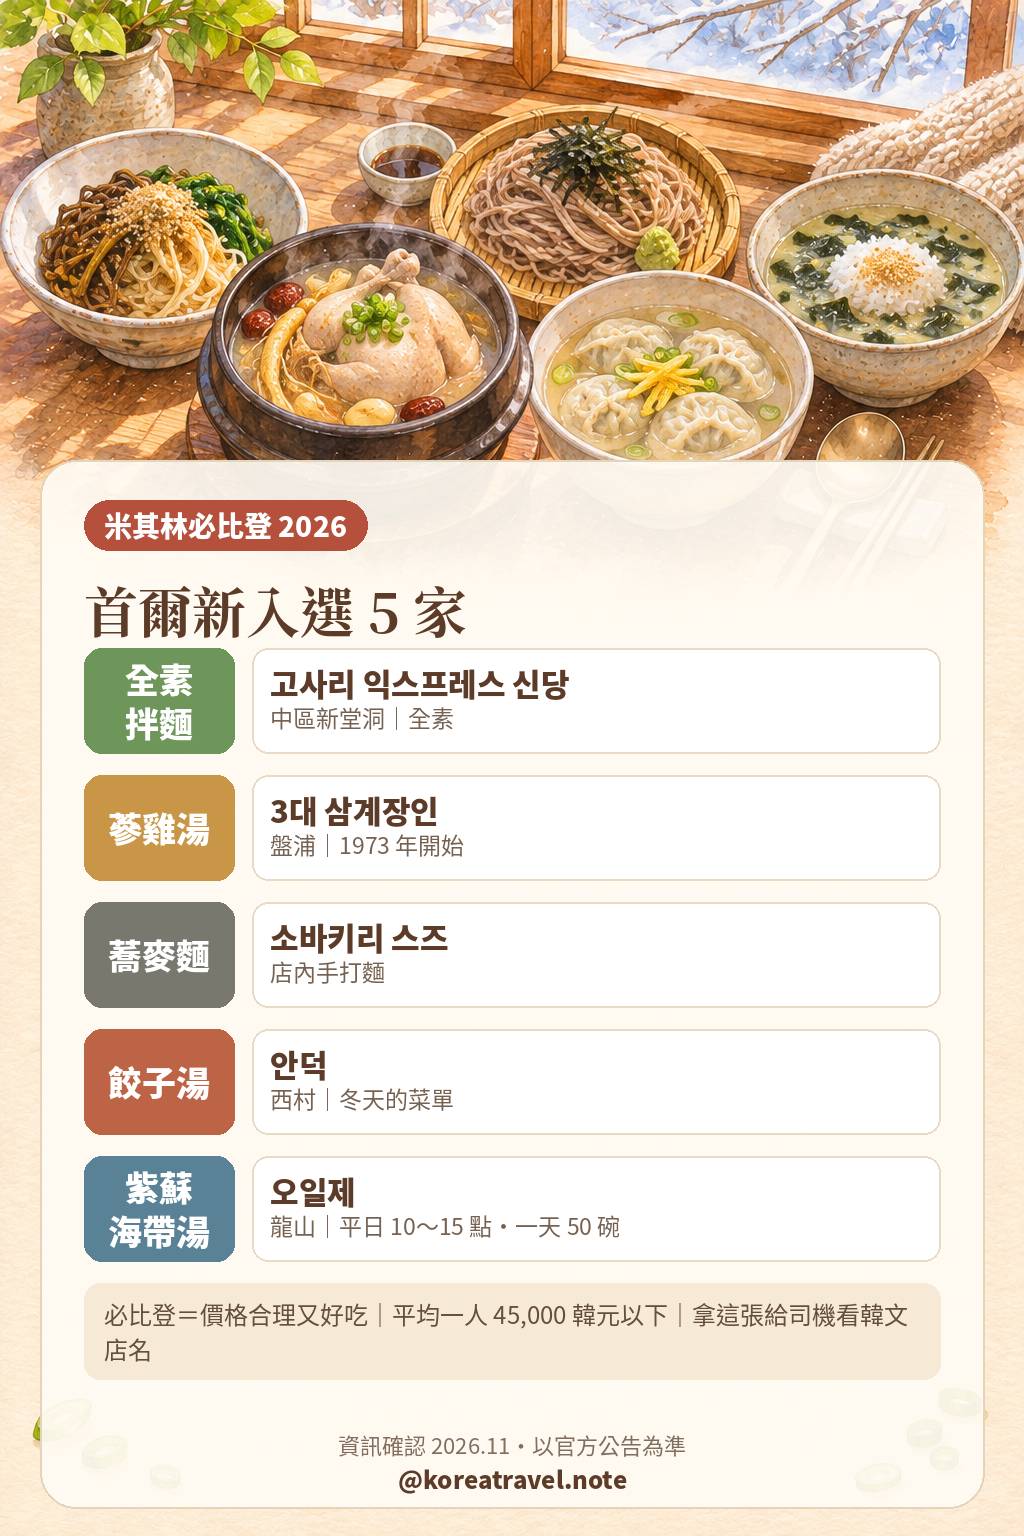 米其林必比登 2026
首爾新入選 5 家
全素
拌麵
고사리 익스프레스 신당
中區新堂洞｜全素
蔘雞湯
3대 삼계장인
盤浦｜1973 年開始
蕎麥麵
소바키리 스즈
店內手打麵
餃子湯
안덕
西村｜冬天的菜單
紫蘇
海帶湯
오일제
龍山｜平日 10～15 點・一天 50 碗
必比登＝價格合理又好吃｜平均一人 45,000 韓元以下｜拿這張給司機看韓文
店名
資訊確認 2026.11・以官方公告為準
@koreatravel.note